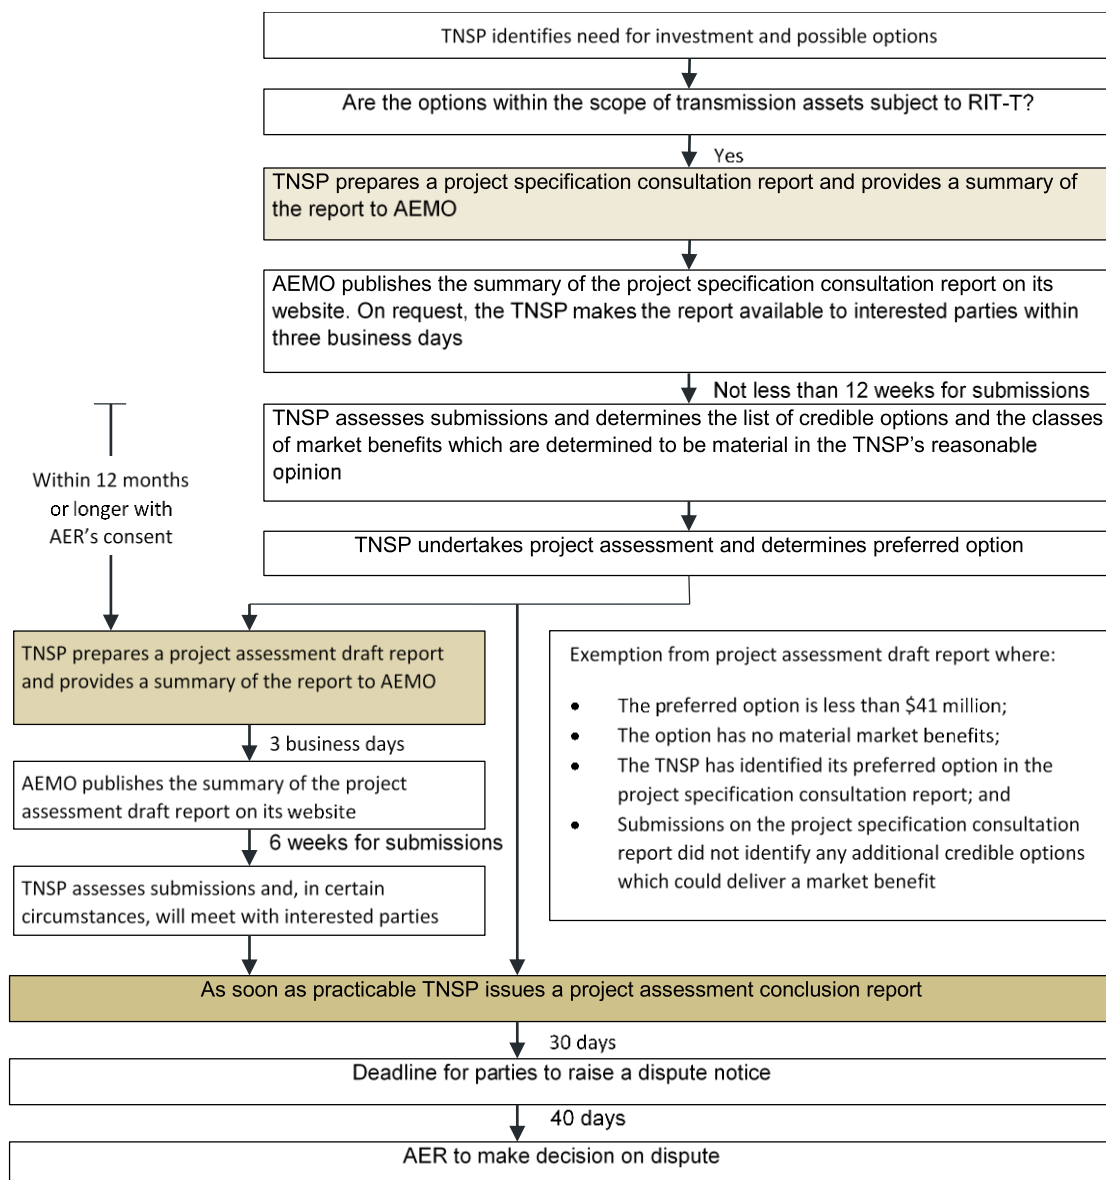 TNSP identifies need for investment and possible options
Are the options within the scope of transmission assets subject to RIT-T?
Yes
TNSP prepares a project specification consultation report and provides a summary of
the report to AEMO
AEMO publishes the summary of the project specification consultation report on its
website. On request, the TNSP makes the report available to interested parties within
three business days
Not less than 12 weeks for submissions
TNSP assesses submissions and determines the list of credible options and the classes
of market benefits which are determined to be material in the TNSP's reasonable
opinion
Within 12 months
or longer with
AER's consent
TNSP undertakes project assessment and determines preferred option
TNSP prepares a project assessment draft report
and provides a summary of the report to AEMO
3 business days
AEMO publishes the summary of the project
assessment draft report on its website
6 weeks for submissions
TNSP assesses submissions and, in certain
circumstances, will meet with interested parties
Exemption from project assessment draft report where:
• The preferred option is less than $41 million;
• The option has no material market benefits;
• The TNSP has identified its preferred option in the
project specification consultation report; and
• Submissions on the project specification consultation
report did not identify any additional credible options
which could deliver a market benefit
As soon as practicable TNSP issues a project assessment conclusion report
30 days
Deadline for parties to raise a dispute notice
40 days
AER to make decision on dispute